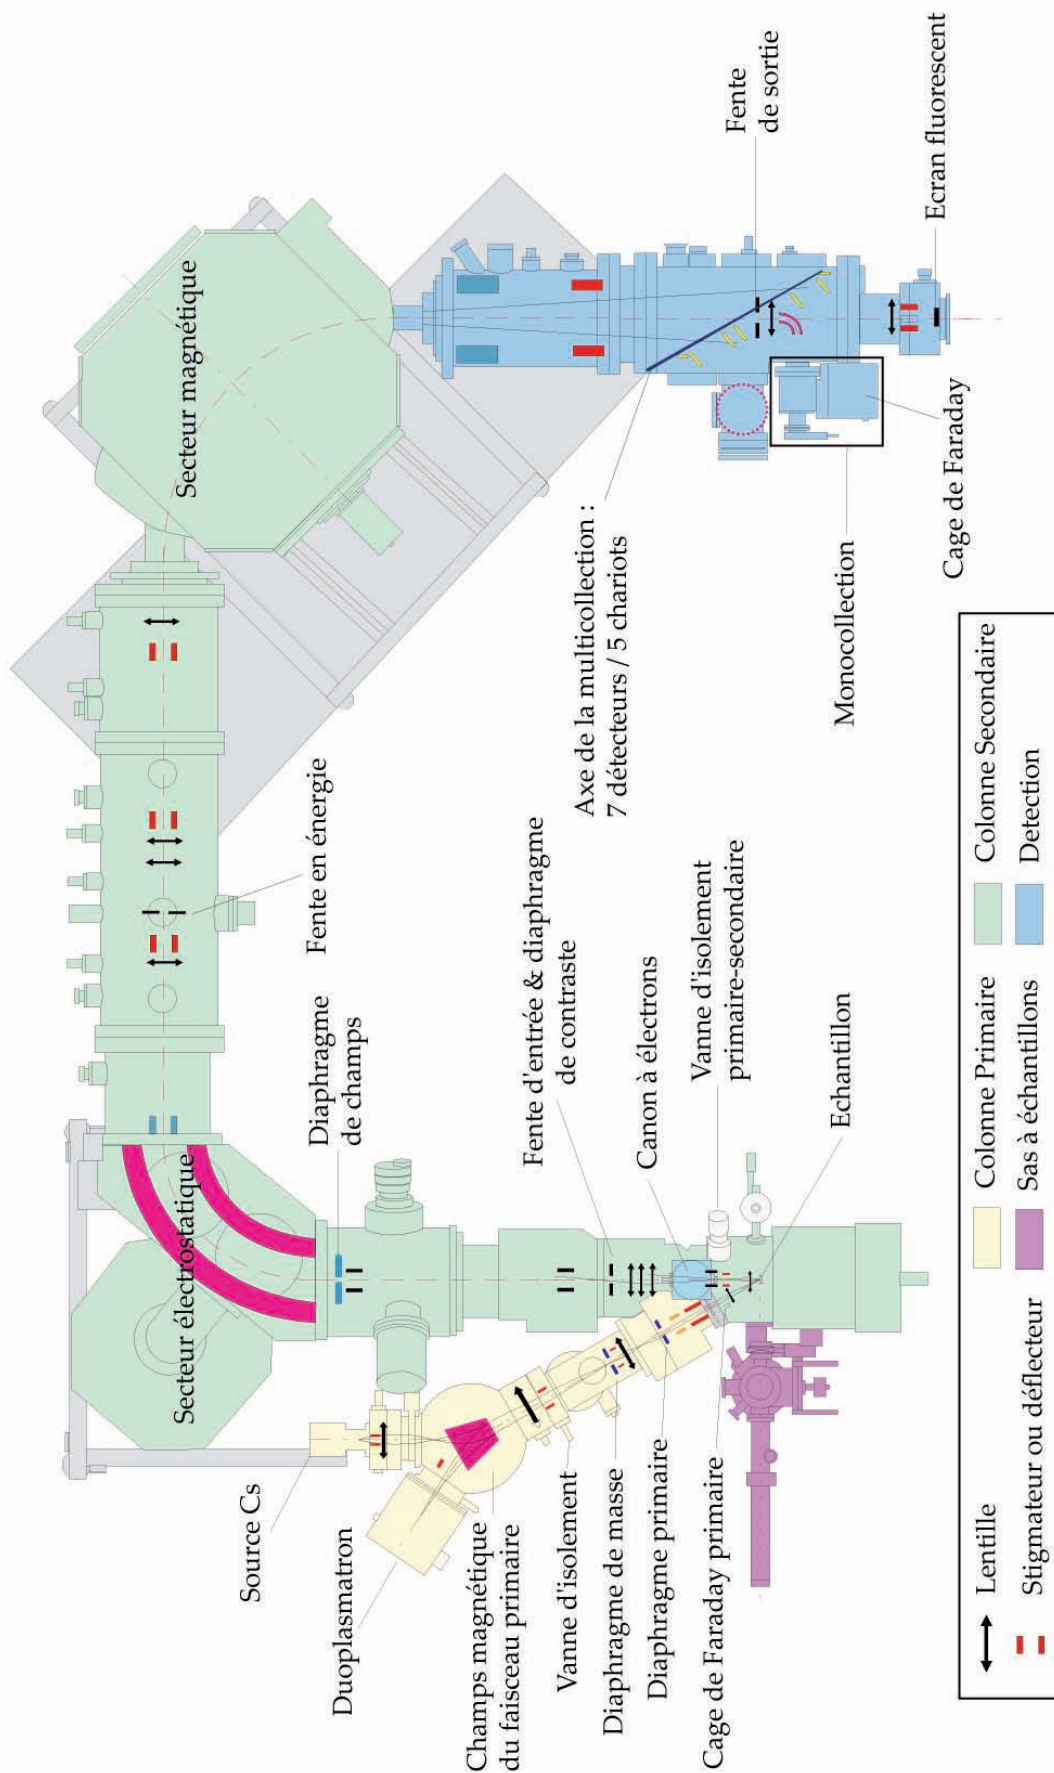 Secteur magnétique
Secteur électrostatique
Fente
de sortie
Ecran fluorescent
Axe de la multicollection :
7 détecteurs / 5 chariots
Monocollection
Cage de Faraday
Fente en énergie
Diaphragme
de champs
Fente d'entrée & diaphragme
de contraste
Canon à électrons
Vanne d'isolement
primaire-secondaire
Echantillon
Source Cs
Duoplasmatron
Champs magnétique
du faisceau primaire
Vanne d'isolement
Diaphragme de masse
Diaphragme primaire
Cage de Faraday primaire
Lentille
Stigmateur ou déflecteur
Colonne Primaire
Sas à échantillons
Colonne Secondaire
Detection